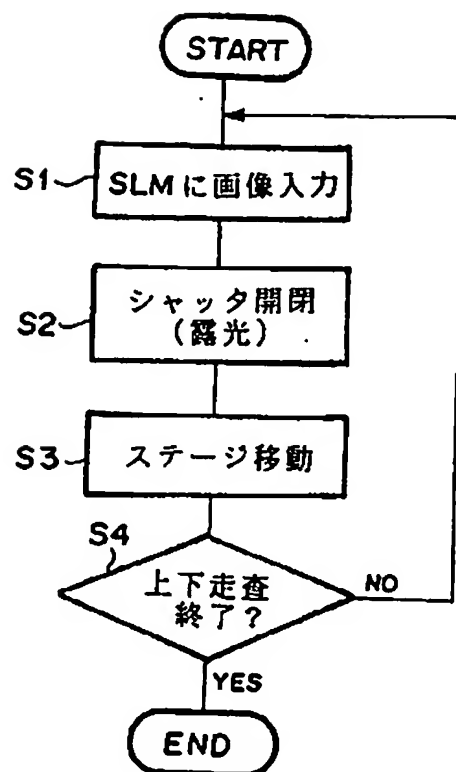 START
S1
SLMに画像入力
S2
シャッタ開閉
(露光)
S3
ステージ移動
S4
上下走査
終了?
NO
YES
END